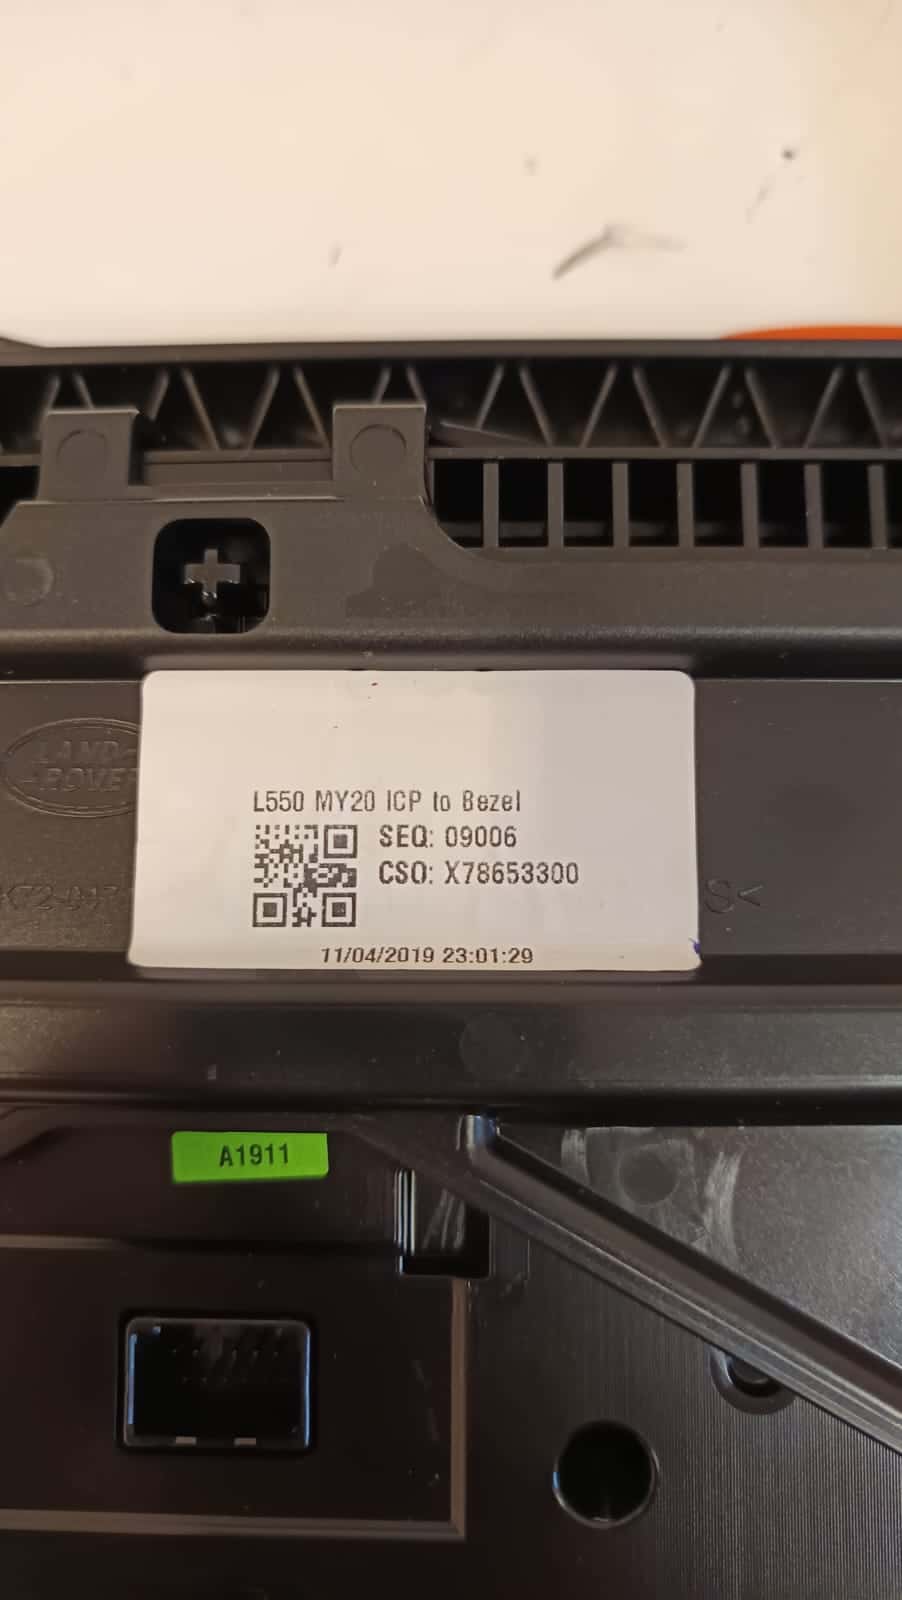 LAND-
-ROVER
L550 MY20 ICP to Bezel
SEQ: 09006
CSO: X78653300
11/04/2019 23:01:29
S<
A1911